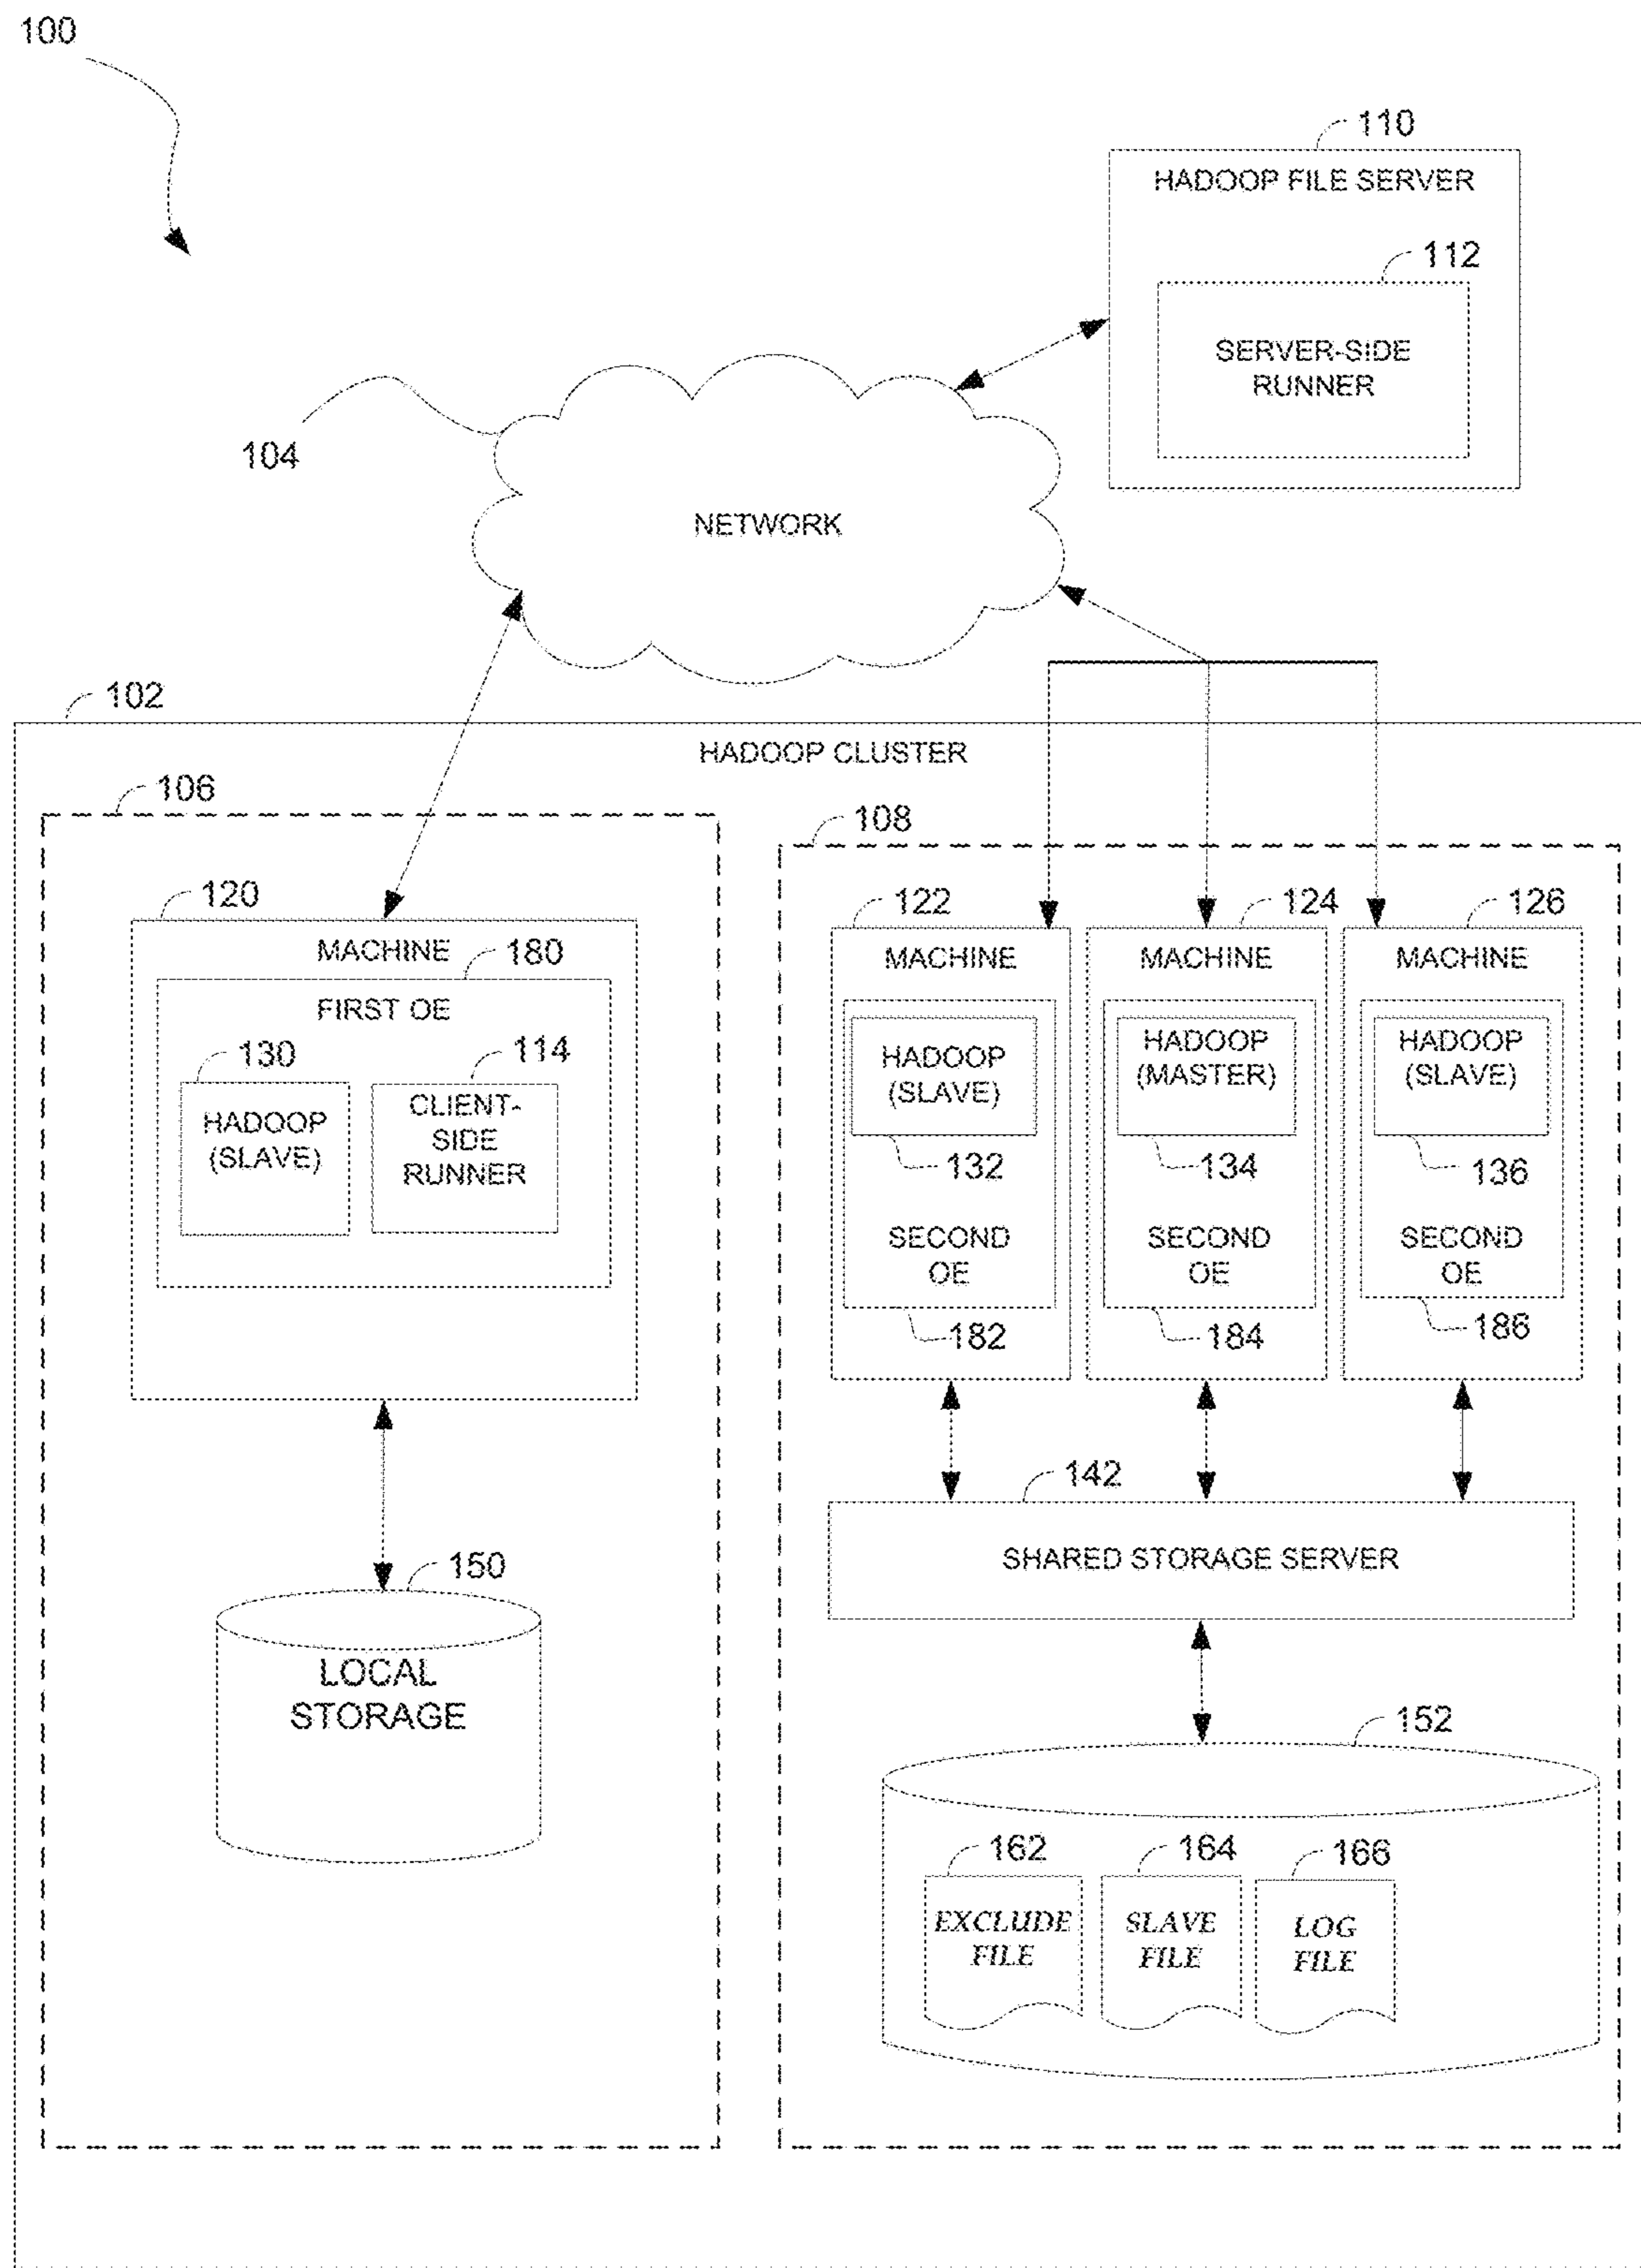 100
110
HADOOP FILE SERVER
112
SERVER-SIDE
RUNNER
104
NETWORK
102
HADOOP CLUSTER
106
108
120
MACHINE
180
FIRST OE
130
114
HADOOP
(SLAVE)
CLIENT-
SIDE
RUNNER
122
124
126
MACHINE
MACHINE
MACHINE
HADOOP
(SLAVE)
HADOOP
(MASTER)
HADOOP
(SLAVE)
132
134
136
SECOND
OE
SECOND
OE
SECOND
OE
182
184
186
142
SHARED STORAGE SERVER
150
LOCAL
STORAGE
152
162
164
166
EXCLUDE
FILE
SLAVE
FILE
LOG
FILE